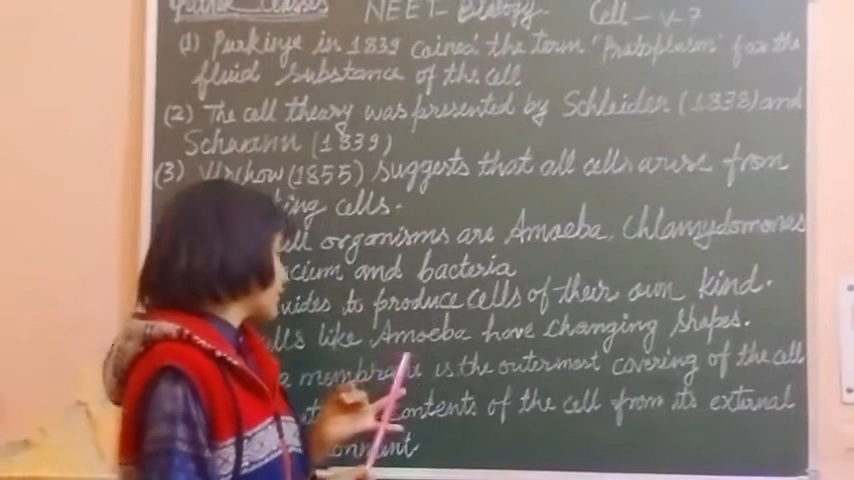 Classes NEET- Biology Cell - V-7
(1) Purkinje in 1839 coined the term "Protoplasm" for the
fluid substance of the cell
(2) The cell theory was presented by Schleider (1838) and
Schwann (1839)
(3) Virchow (1855) suggests that all cells arise from
cells.
organisms are Amoeba, Chlamydomonas
and bacteria
to produce cells of their own kind.
like Amoeba have changing shapes.
is the outermost covering of the cell
contents of the cell from its external